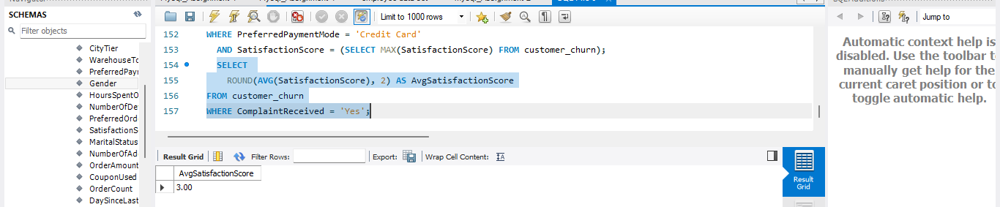 SCHEMAS
Filter objects
CityTier
WarehouseTo
PreferredPayr
Gender
HoursSpentO
NumberOfDe
PreferredOrd
SatisfactionS
MaritalStatus
NumberOfAd
OrderAmount
CouponUsed
OrderCount
DaySinceLast
Limit to 1000 rows
152 WHERE PreferredPaymentMode = 'Credit Card'
153 AND SatisfactionScore = (SELECT MAX(SatisfactionScore) FROM customer_churn);
154 SELECT
155 ROUND(AVG(SatisfactionScore), 2) AS AvgSatisfactionScore
156 FROM customer_churn
157 WHERE ComplaintReceived = 'Yes';
Result Grid Filter Rows: Export: Wrap Cell Content:
AvgSatisfactionScore
3.00
Result
Grid
Jump to
Automatic context help is
disabled. Use the toolbar t
manually get help for the
current caret position or to
toggle automatic help.